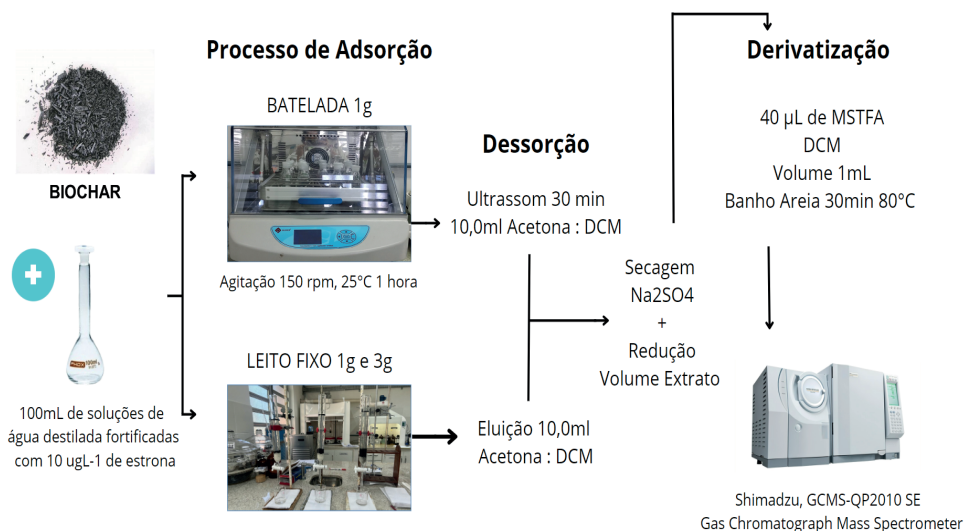 Processo de Adsorção
BIOCHAR
100mL de soluções de
água destilada fortificadas
com 10 ugL-1 de estrona
BATELADA 1g
Agitação 150 rpm, 25°C 1 hora
LEITO FIXO 1g e 3g
Dessorção
Ultrassom 30 min
10,0ml Acetona : DCM
Eluição 10,0ml
Acetona : DCM
Secagem
Na2SO4
+
Redução
Volume Extrato
Derivatização
40 µL de MSTFA
DCM
Volume 1mL
Banho Areia 30min 80°C
Shimadzu, GCMS-QP2010 SE
Gas Chromatograph Mass Spectrometer